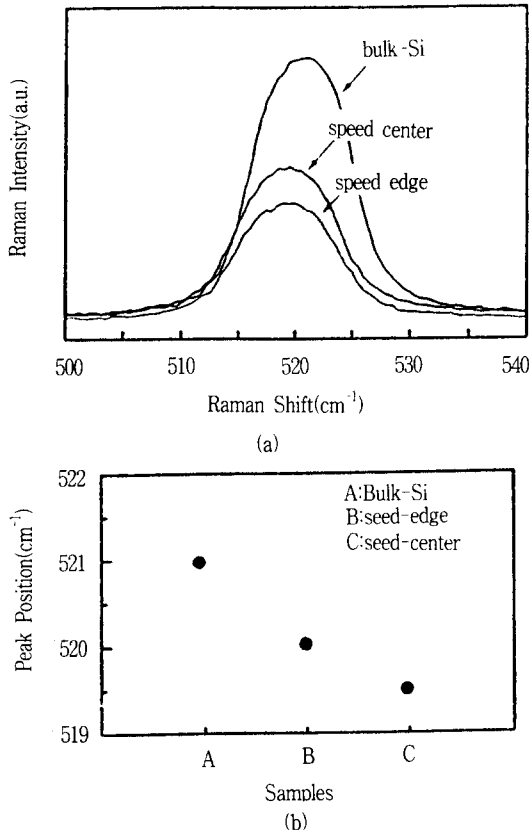 Raman Intensity(a.u.)
bulk-Si
speed center
speed edge
500 510 520 530 540
Raman Shift(cm⁻¹)
(a)
Peak Position(cm⁻¹)
522
521
520
519
A:Bulk-Si
B:seed-edge
C:seed-center
A B C
Samples
(b)